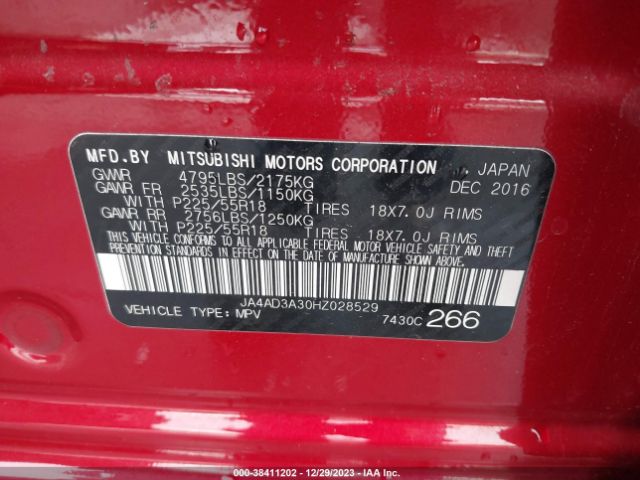 MFD.BY MITSUBISHI MOTORS CORPORATION, JAPAN
GVWR 4795LBS/2175KG DEC 2016
GAWR FR 2535LBS/1150KG
WITH P225/55R18 TIRES 18X7.0J RIMS
GAWR RR 2756LBS/1250KG
WITH P225/55R18 TIRES 18X7.0J RIMS
THIS VEHICLE CONFORMS TO ALL APPLICABLE FEDERAL MOTOR VEHICLE SAFETY AND THEFT
PREVENTION STANDARDS IN EFFECT ON THE DATE OF MANUFACTURE SHOWN ABOVE.
JA4AD3A30HZ028529
VEHICLE TYPE:MPV 7430C 266
000-38411202 - 12/29/2023 - IAA Inc.